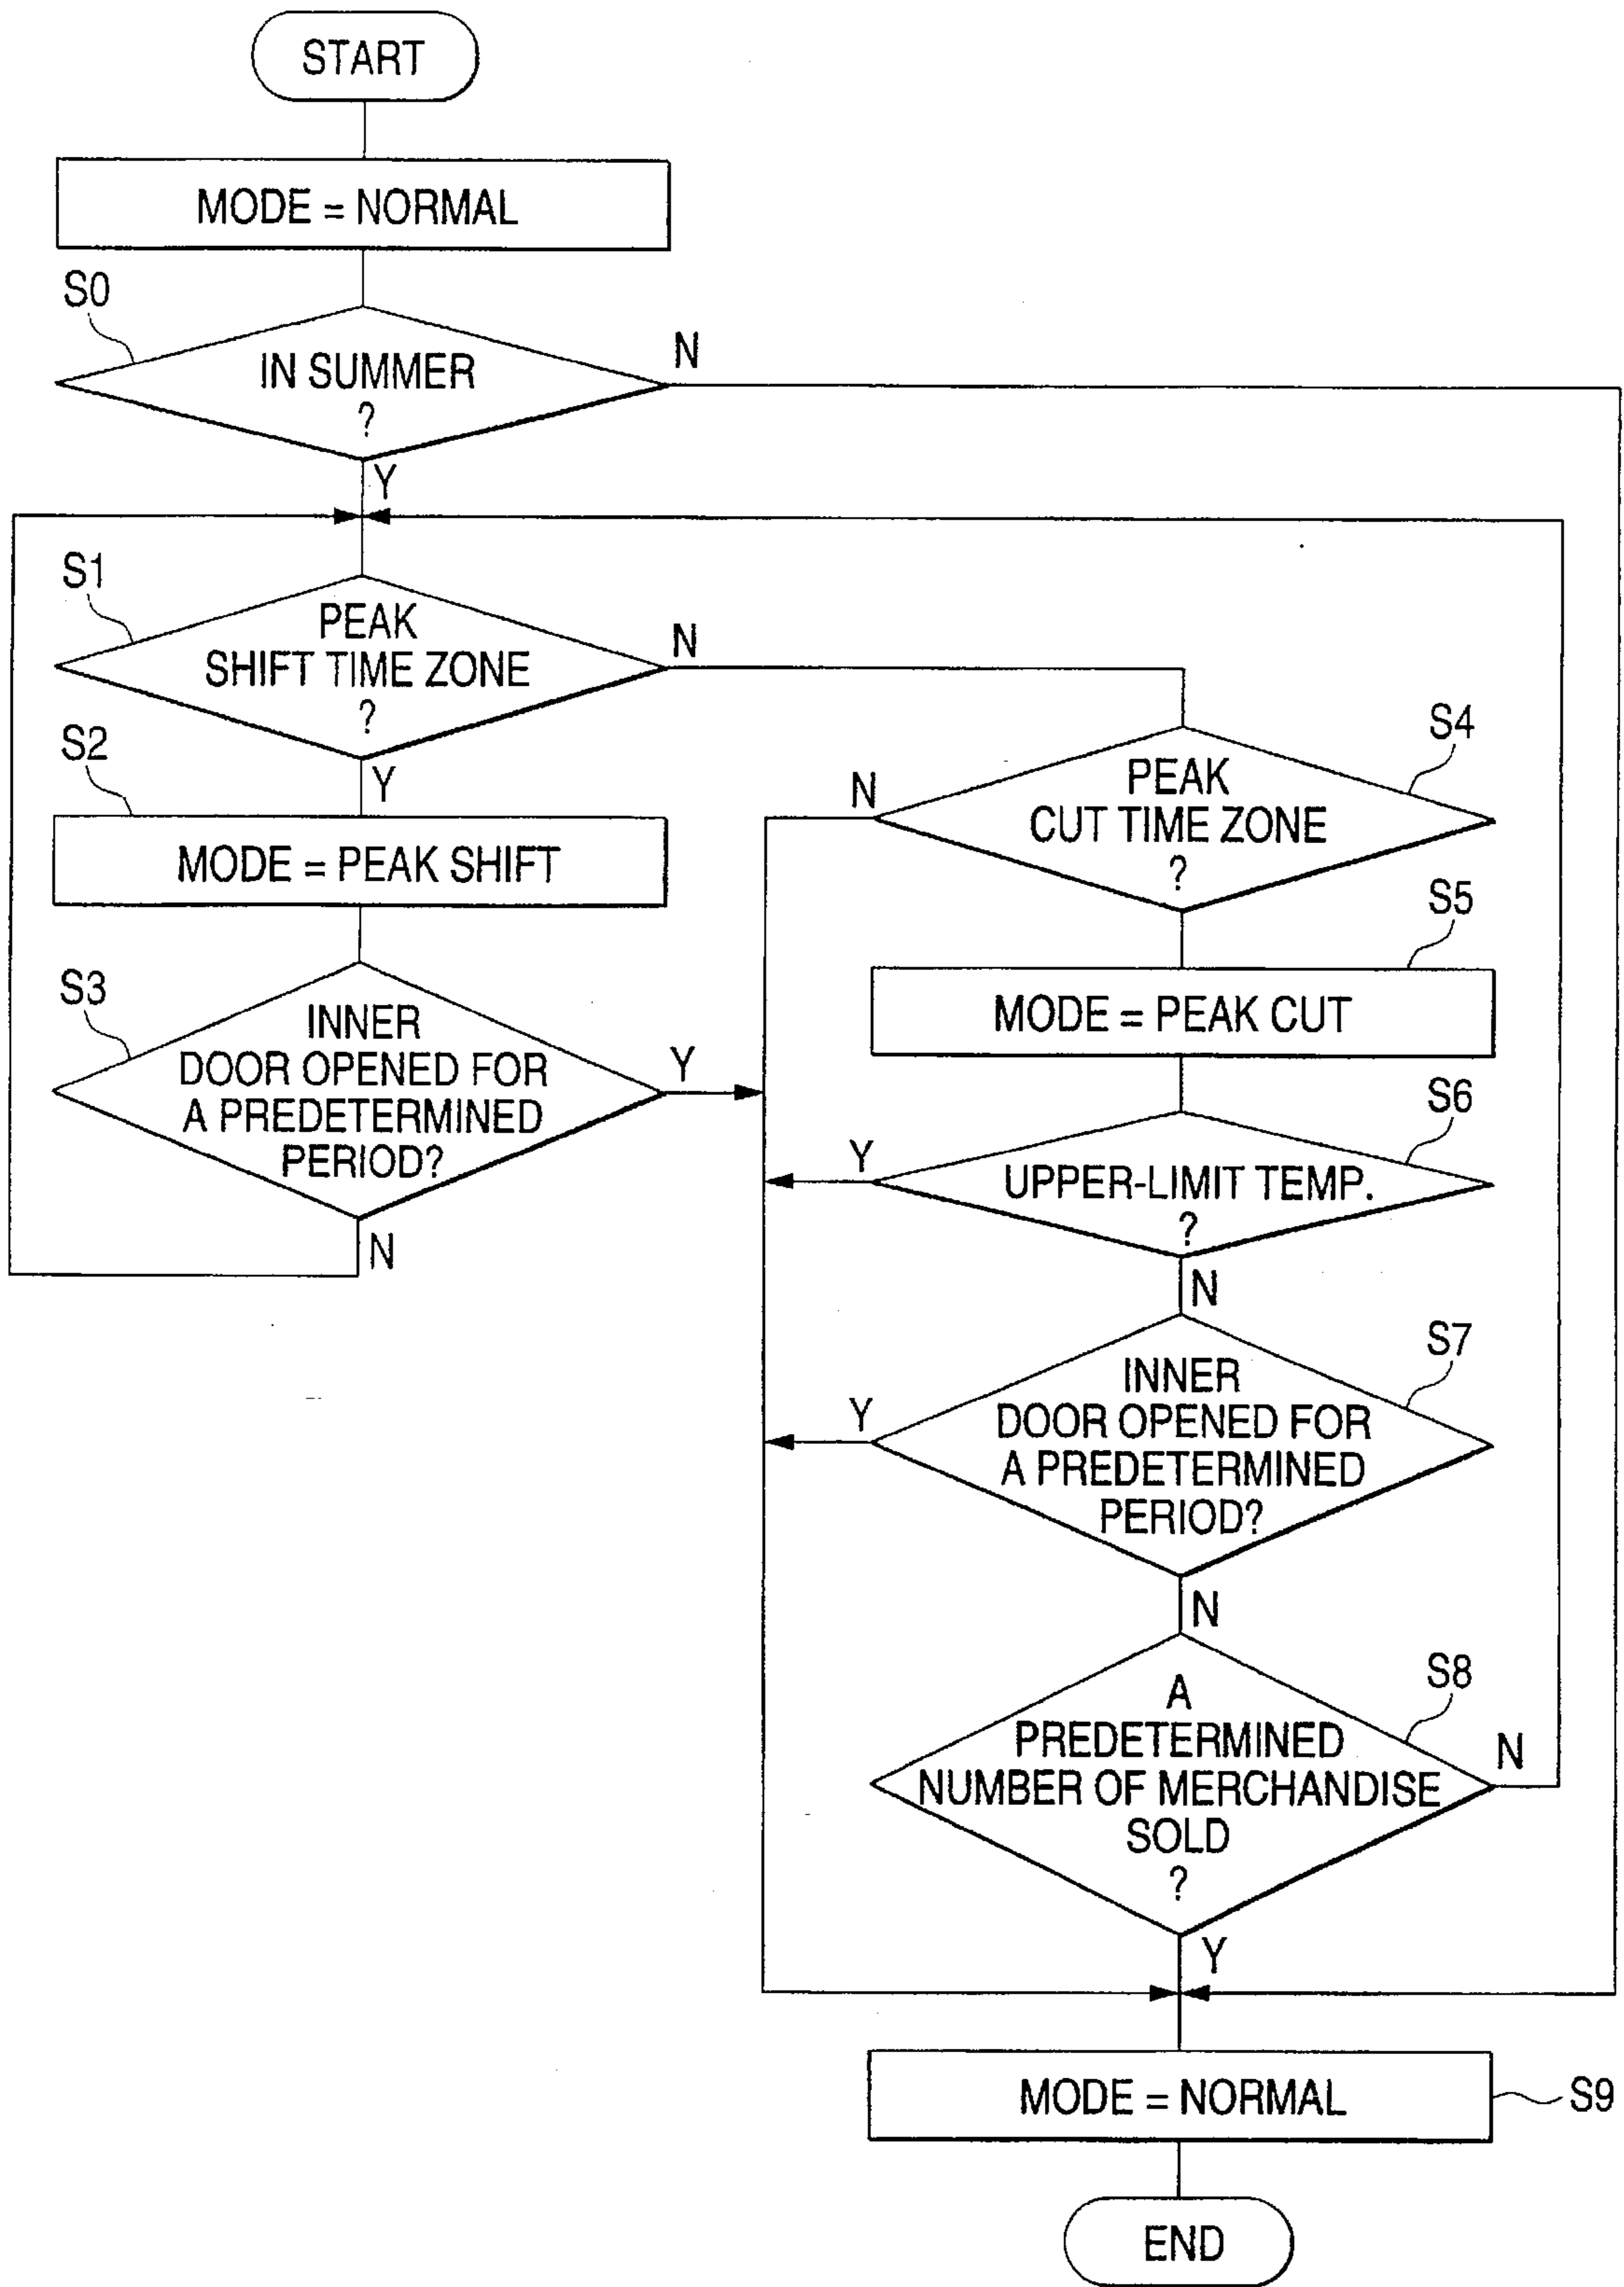 START
MODE = NORMAL
S0
IN SUMMER
?
N
Y
S1
PEAK
SHIFT TIME ZONE
?
N
Y
S2
MODE = PEAK SHIFT
S3
INNER
DOOR OPENED FOR
A PREDETERMINED
PERIOD?
Y
N
S4
PEAK
CUT TIME ZONE
?
N
S5
MODE = PEAK CUT
S6
UPPER-LIMIT TEMP.
?
Y
N
S7
INNER
DOOR OPENED FOR
A PREDETERMINED
PERIOD?
Y
N
S8
A
PREDETERMINED
NUMBER OF MERCHANDISE
SOLD
?
N
Y
MODE = NORMAL
S9
END